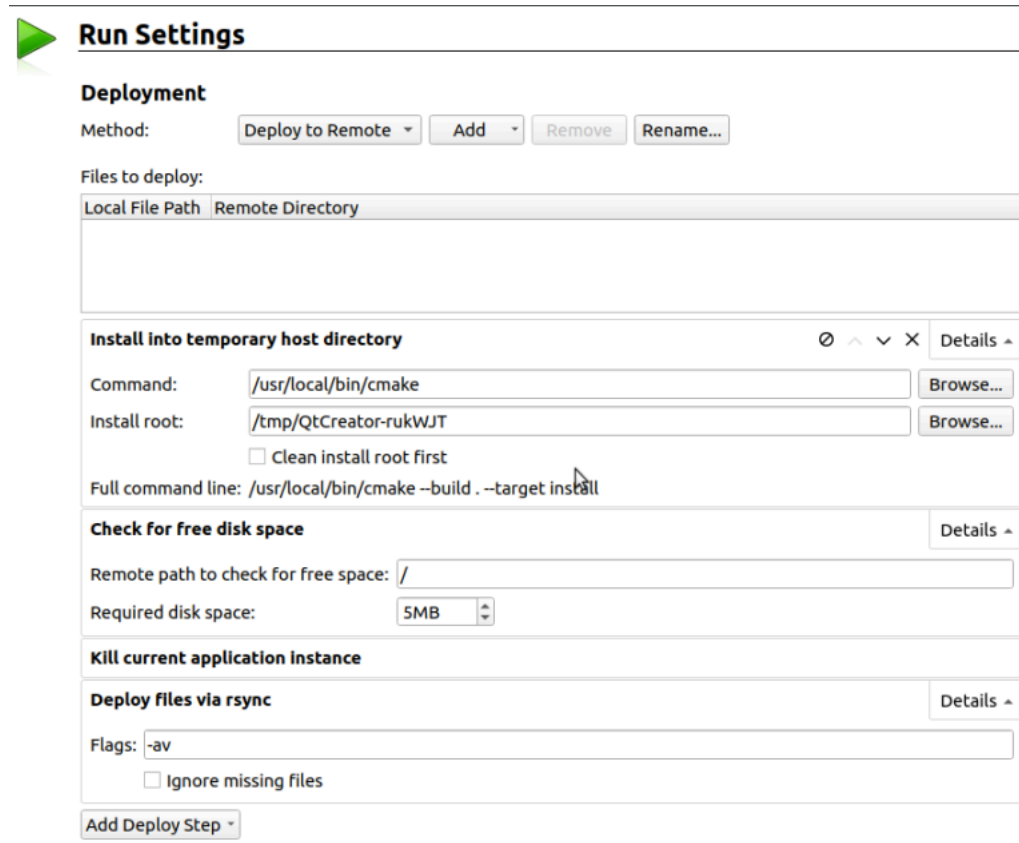 Run Settings
Deployment
Method: Deploy to Remote Add Remove Rename...
Files to deploy:
Local File Path Remote Directory
Install into temporary host directory Details
Command: /usr/local/bin/cmake Browse...
Install root: /tmp/QtCreator-rukWJT Browse...
Clean install root first
Full command line: /usr/local/bin/cmake --build . --target install
Check for free disk space Details
Remote path to check for free space: /
Required disk space: 5MB
Kill current application instance
Deploy files via rsync Details
Flags: -av
Ignore missing files
Add Deploy Step